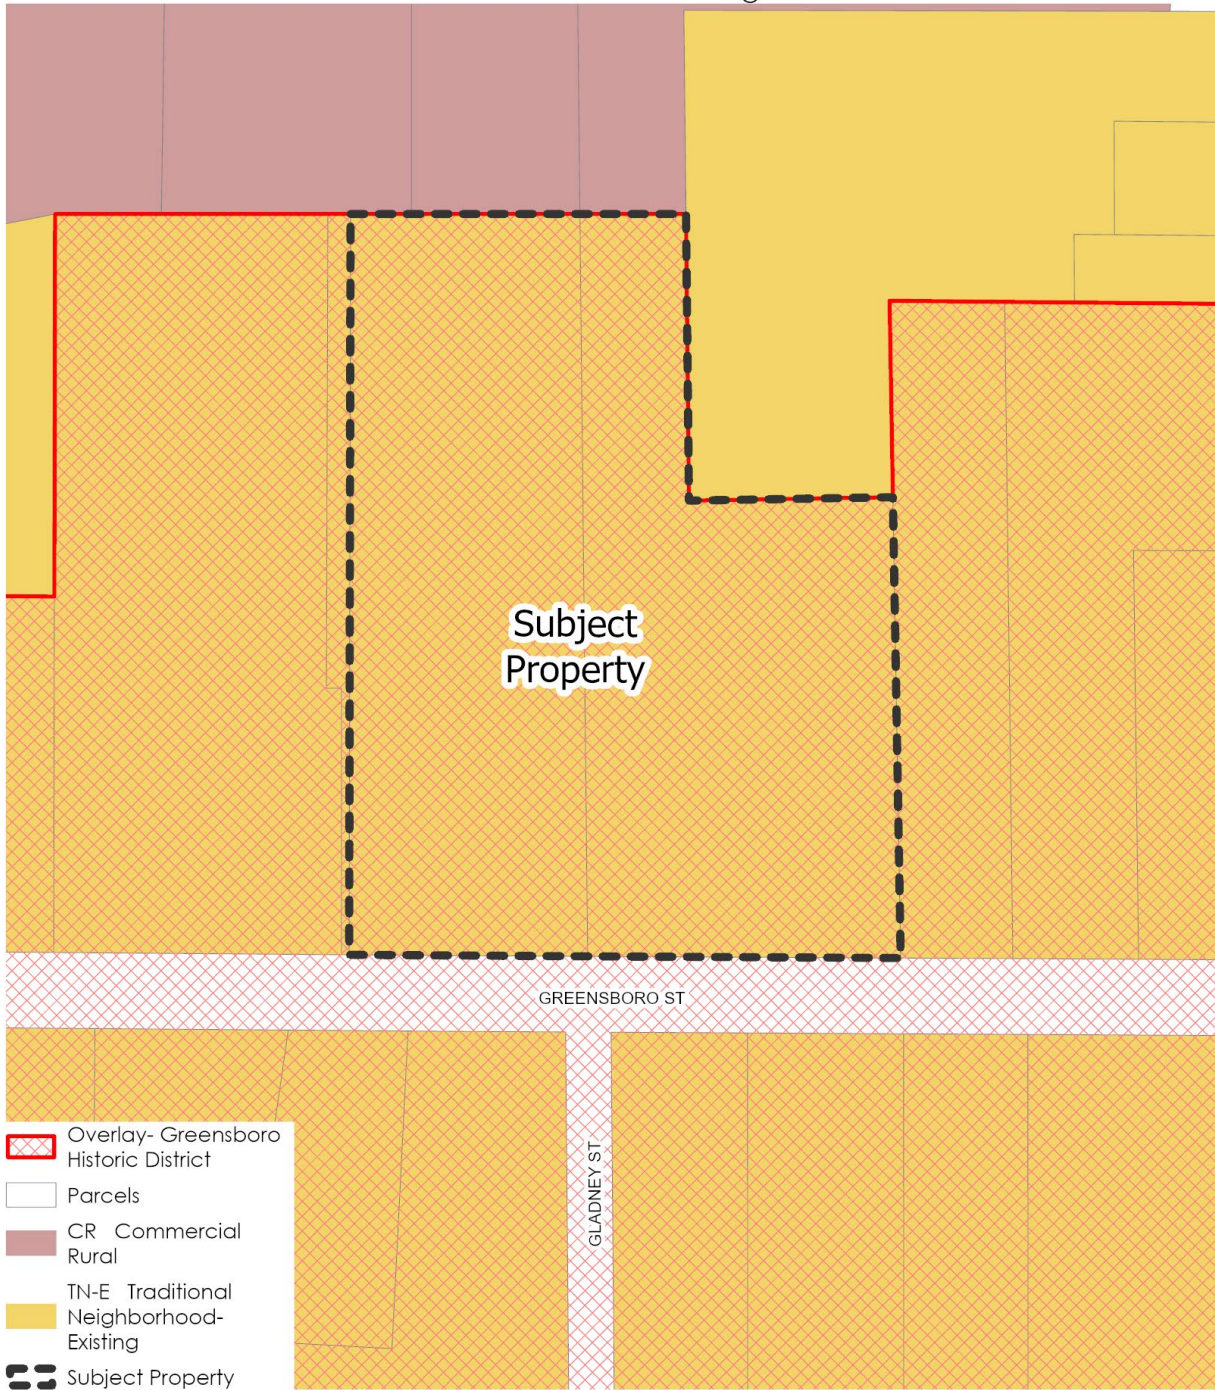 Subject
Property
GREENSBORO ST
GLADNEY ST
Overlay- Greensboro
Historic District
Parcels
CR Commercial
Rural
TN-E Traditional
Neighborhood-
Existing
Subject Property